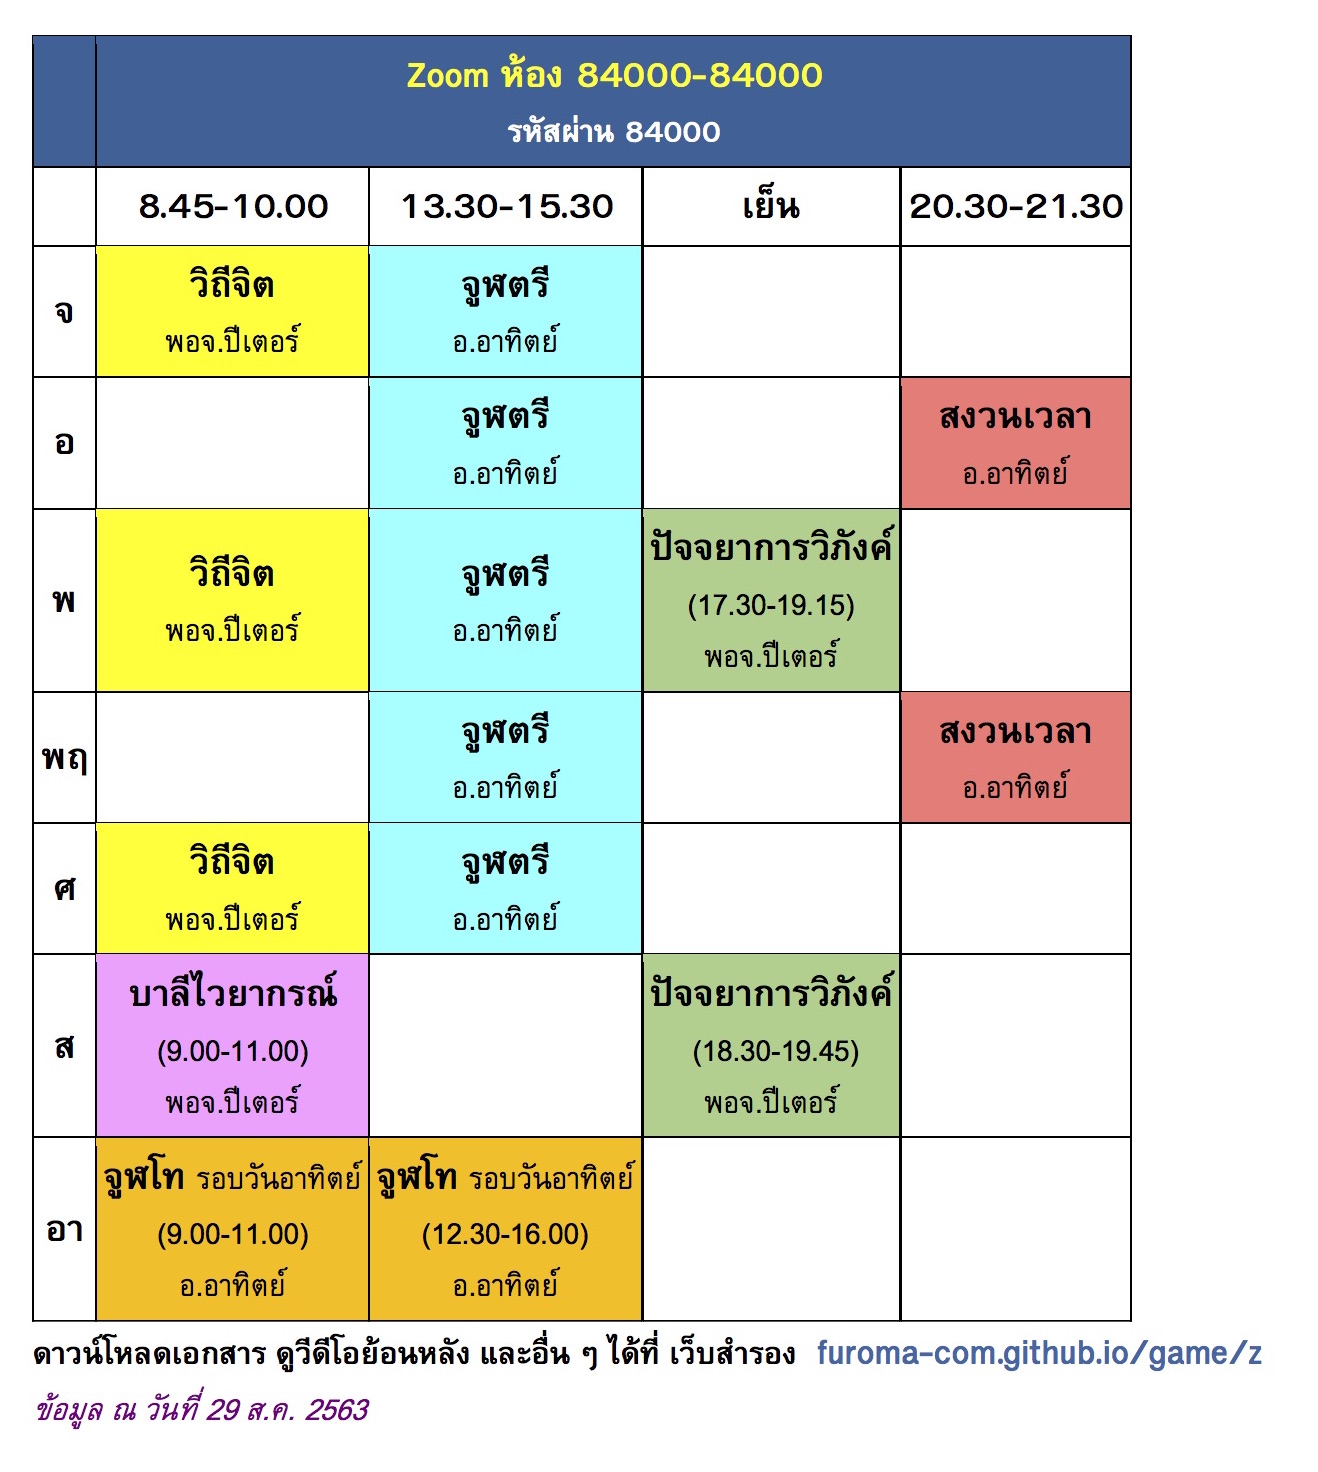 Zoom ห้อง 84000-84000
รหัสผ่าน 84000
8.45-10.00 13.30-15.30 เย็น 20.30-21.30
จ
วิถีจิต
พอจ.ปีเตอร์
จูฬตรี
อ.อาทิตย์
อ
จูฬตรี
อ.อาทิตย์
สงวนเวลา
อ.อาทิตย์
พ
วิถีจิต
พอจ.ปีเตอร์
จูฬตรี
อ.อาทิตย์
ปัจจยาการวิภังค์
(17.30-19.15)
พอจ.ปีเตอร์
พฤ
จูฬตรี
อ.อาทิตย์
สงวนเวลา
อ.อาทิตย์
ศ
วิถีจิต
พอจ.ปีเตอร์
จูฬตรี
อ.อาทิตย์
ส
บาลีไวยากรณ์
(9.00-11.00)
พอจ.ปีเตอร์
ปัจจยาการวิภังค์
(18.30-19.45)
พอจ.ปีเตอร์
อา
จูฬโท รอบวันอาทิตย์
(9.00-11.00)
อ.อาทิตย์
จูฬโท รอบวันอาทิตย์
(12.30-16.00)
อ.อาทิตย์
ดาวน์โหลดเอกสาร ดูวีดีโอย้อนหลัง และอื่น ๆ ได้ที่ เว็บสำรอง furoma-com.github.io/game/z
ข้อมูล ณ วันที่ 29 ส.ค. 2563